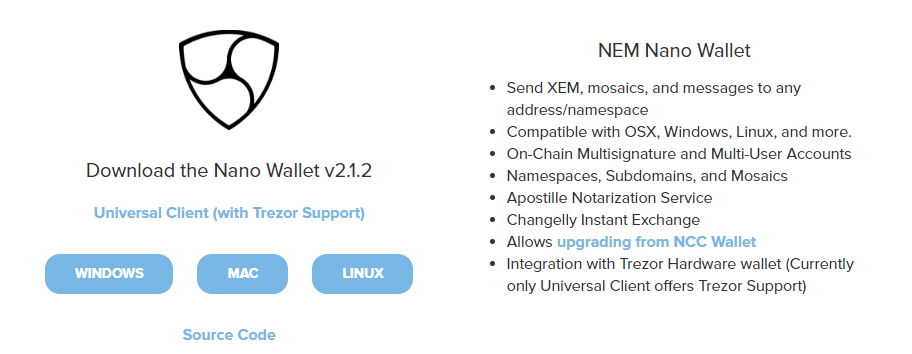 Download the Nano Wallet v2.1.2
Universal Client (with Trezor Support)
WINDOWS
MAC
LINUX
Source Code
NEM Nano Wallet
• Send XEM, mosaics, and messages to any
address/namespace
• Compatible with OSX, Windows, Linux, and more.
• On-Chain Multisignature and Multi-User Accounts
• Namespaces, Subdomains, and Mosaics
• Apostille Notarization Service
• Changelly Instant Exchange
• Allows upgrading from NCC Wallet
• Integration with Trezor Hardware wallet (Currently
only Universal Client offers Trezor Support)